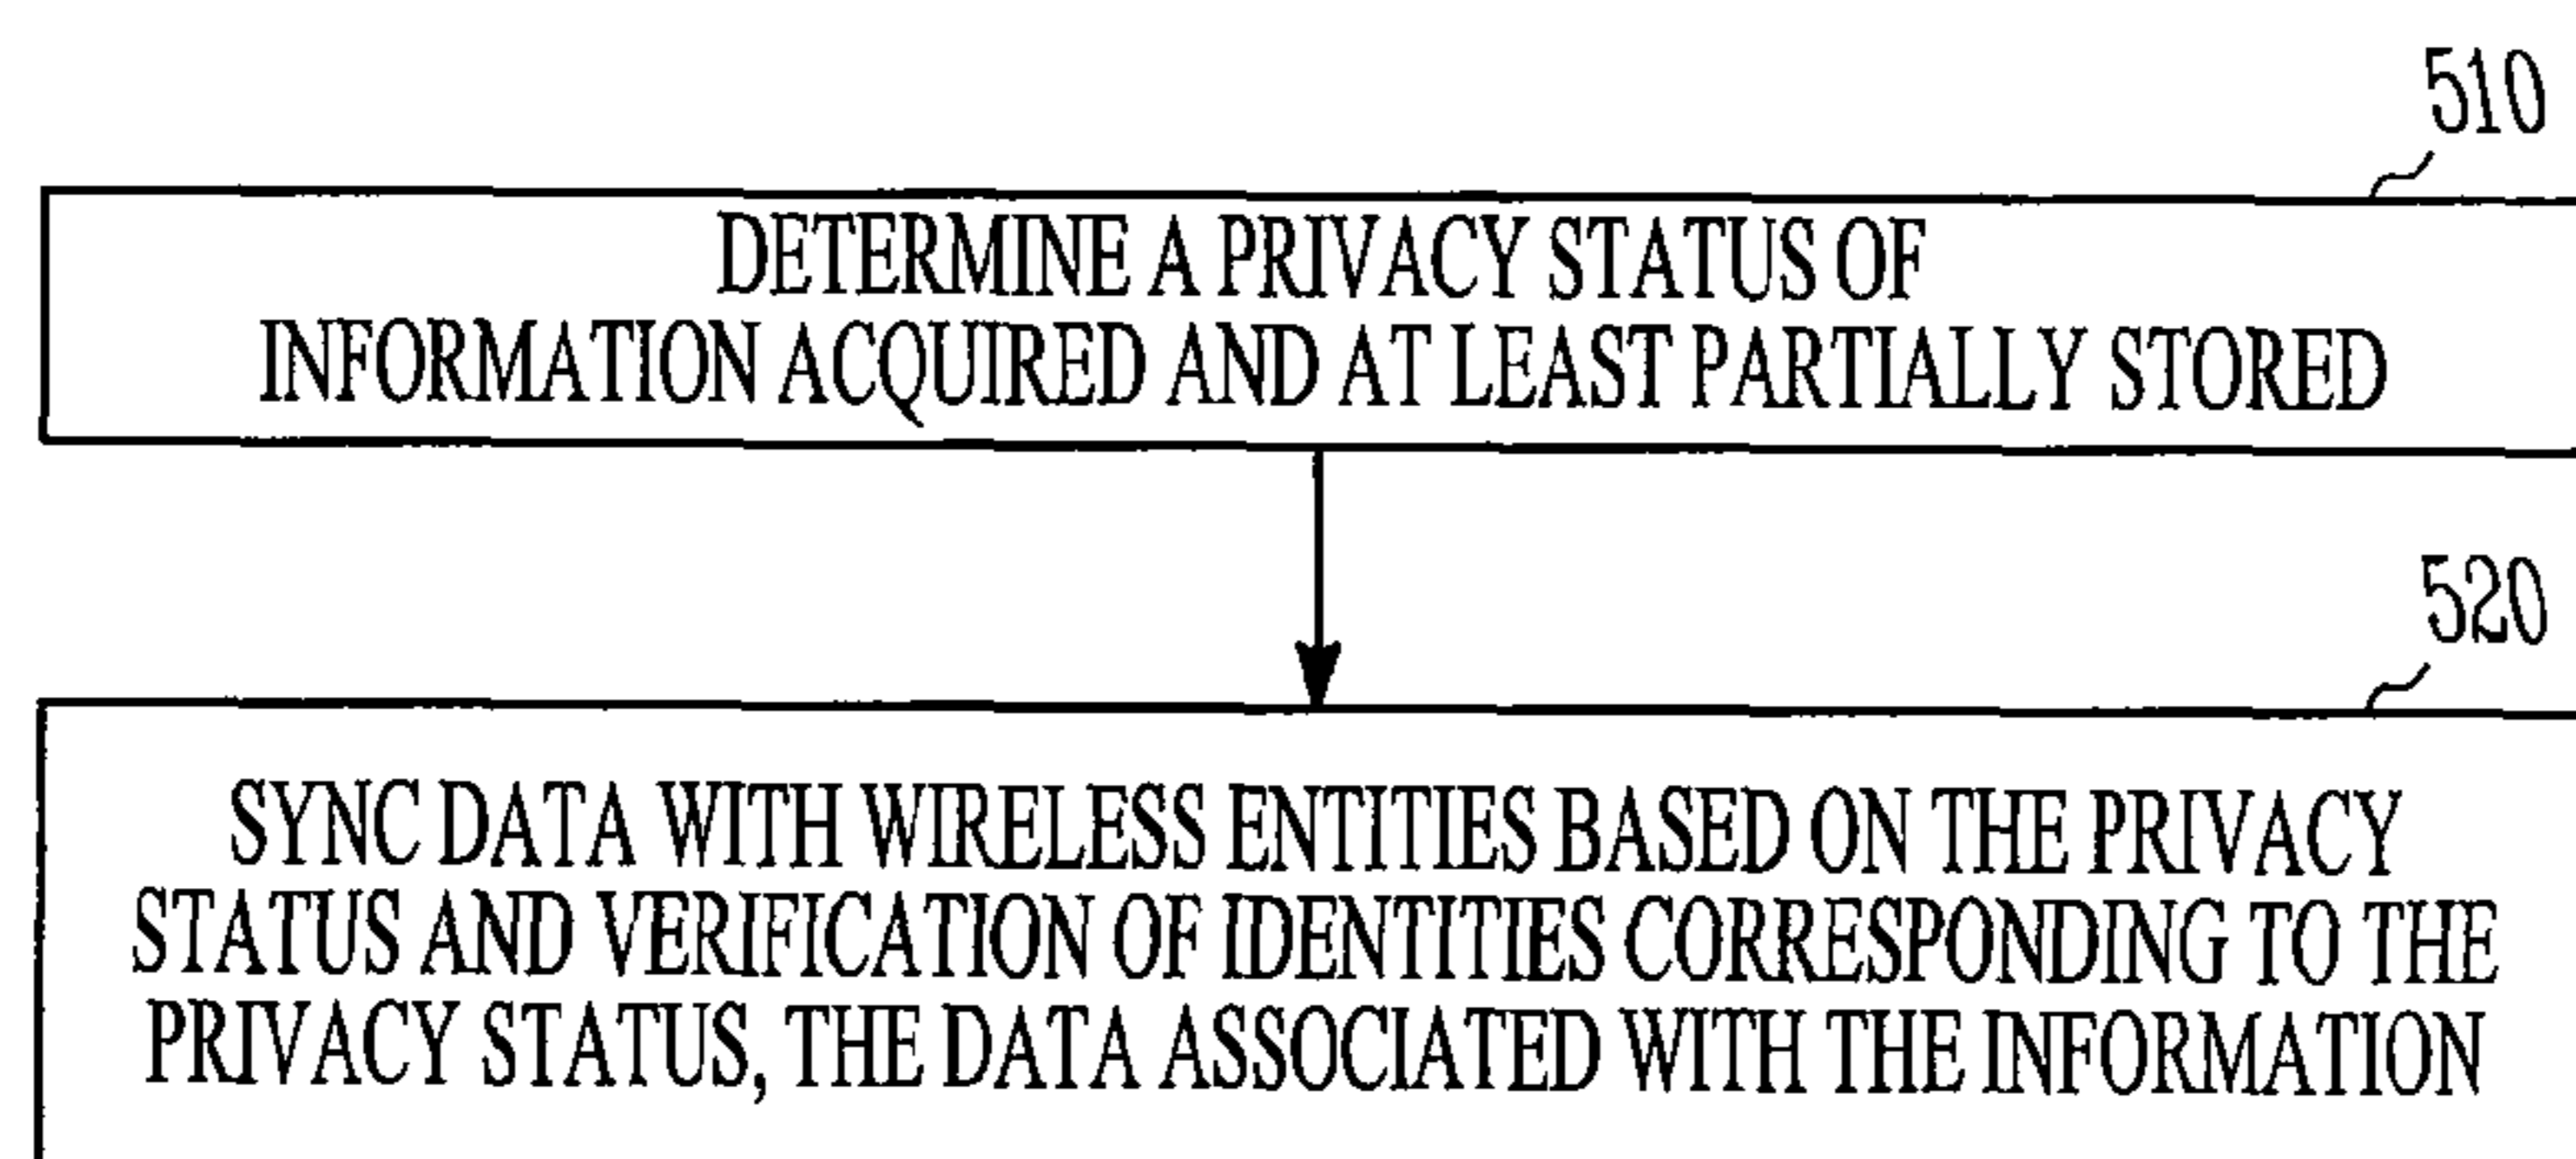 510
DETERMINE A PRIVACY STATUS OF
INFORMATION ACQUIRED AND AT LEAST PARTIALLY STORED
520
SYNC DATA WITH WIRELESS ENTITIES BASED ON THE PRIVACY
STATUS AND VERIFICATION OF IDENTITIES CORRESPONDING TO THE
PRIVACY STATUS, THE DATA ASSOCIATED WITH THE INFORMATION